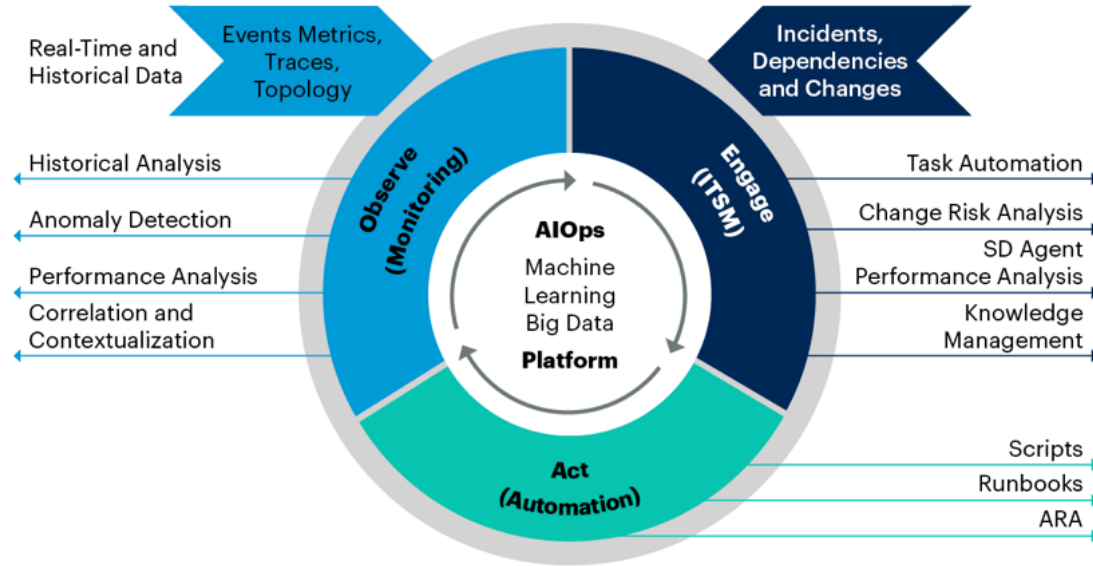 Real-Time and
Historical Data
Events Metrics,
Traces,
Topology
Incidents,
Dependencies
and Changes
Historical Analysis
Anomaly Detection
Performance Analysis
Correlation and
Contextualization
Observe
(Monitoring)
Engage
(ITSM)
AIOps
Machine
Learning
Big Data
Platform
Task Automation
Change Risk Analysis
SD Agent
Performance Analysis
Knowledge
Management
Act
(Automation)
Scripts
Runbooks
ARA